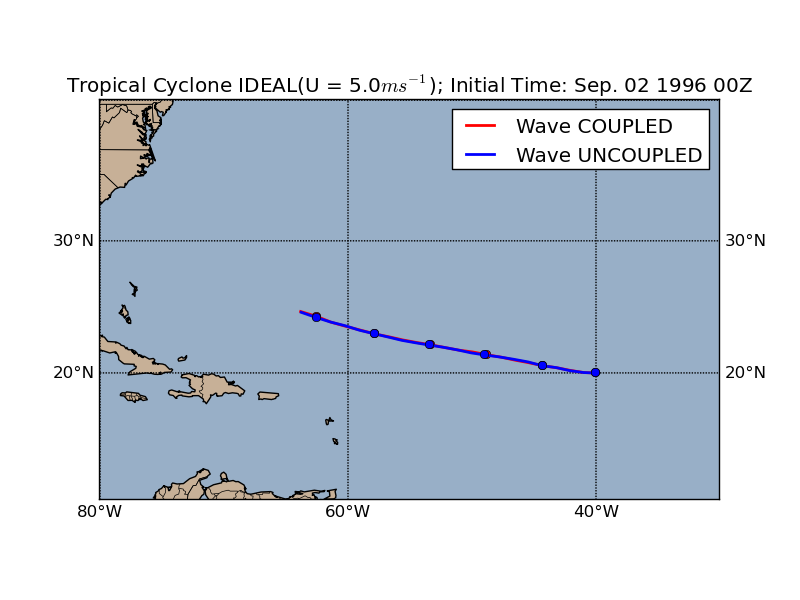 Tropical Cyclone IDEAL(U = 5.0ms⁻¹); Initial Time: Sep. 02 1996 00Z
Wave COUPLED
Wave UNCOUPLED
30°N 30°N
20°N 20°N
80°W 60°W 40°W